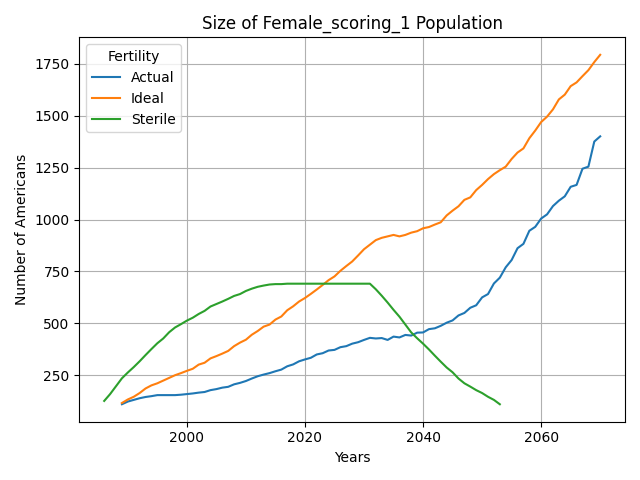 Size of Female_scoring_1 Population
Fertility
Actual
Ideal
Sterile
Number of Americans
1750
1500
1250
1000
750
500
250
2000
2020
2040
2060
Years